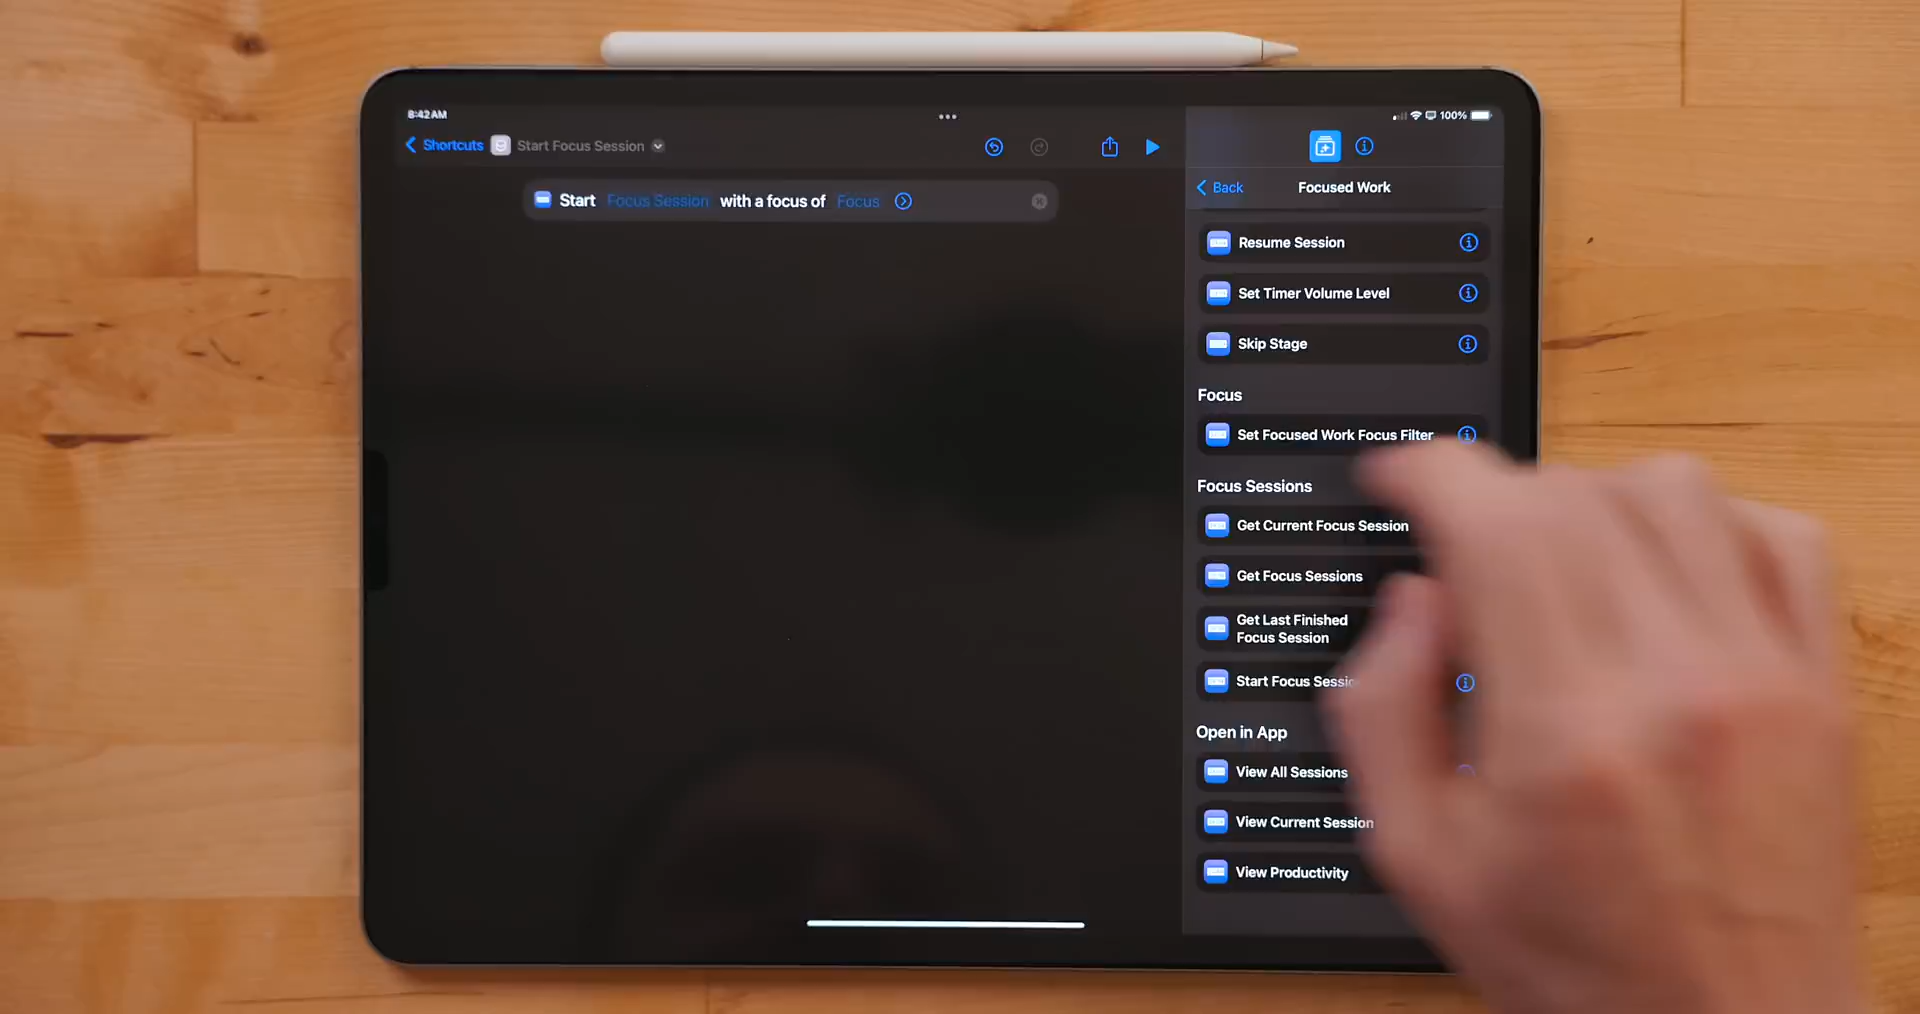 8:42 AM
100%
Shortcuts Start Focus Session
Back Focused Work
Start Focus Session with a focus of Focus
Resume Session
Set Timer Volume Level
Skip Stage
Focus
Set Focused Work Focus Filter
Focus Sessions
Get Current Focus Session
Get Focus Sessions
Get Last Finished
Focus Session
Start Focus Sessio
Open in App
View All Sessions
View Current Session
View Productivity